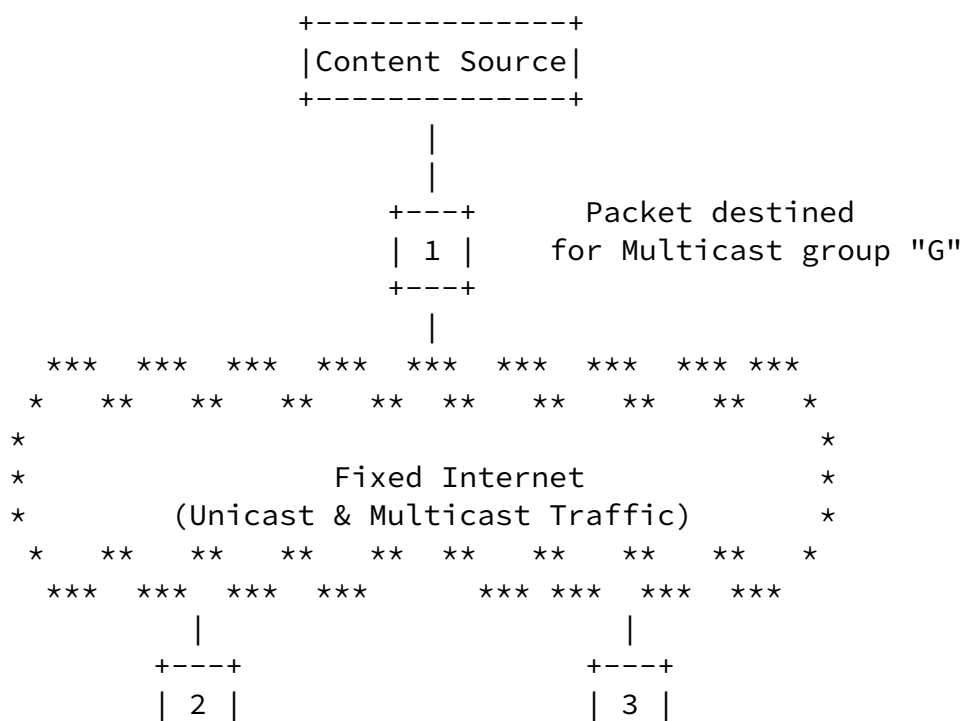 +--------------+
|Content Source|
+--------------+
|
|
+---+ Packet destined
| 1 | for Multicast group "G"
+---+
|
*** *** *** *** *** *** *** *** ***
* ** ** ** ** ** ** ** ** *
* *
* Fixed Internet *
* (Unicast & Multicast Traffic) *
* ** ** ** ** ** ** ** ** *
*** *** *** *** *** *** *** ***
| |
+---+ +---+
| 2 | | 3 |